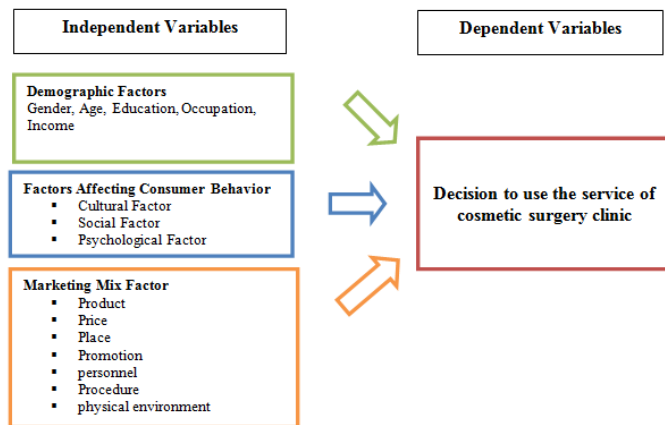 Independent Variables
Dependent Variables
Demographic Factors
Gender, Age, Education, Occupation,
Income
Factors Affecting Consumer Behavior
▪ Cultural Factor
▪ Social Factor
▪ Psychological Factor
Marketing Mix Factor
▪ Product
▪ Price
▪ Place
▪ Promotion
▪ personnel
▪ Procedure
▪ physical environment
Decision to use the service of
cosmetic surgery clinic